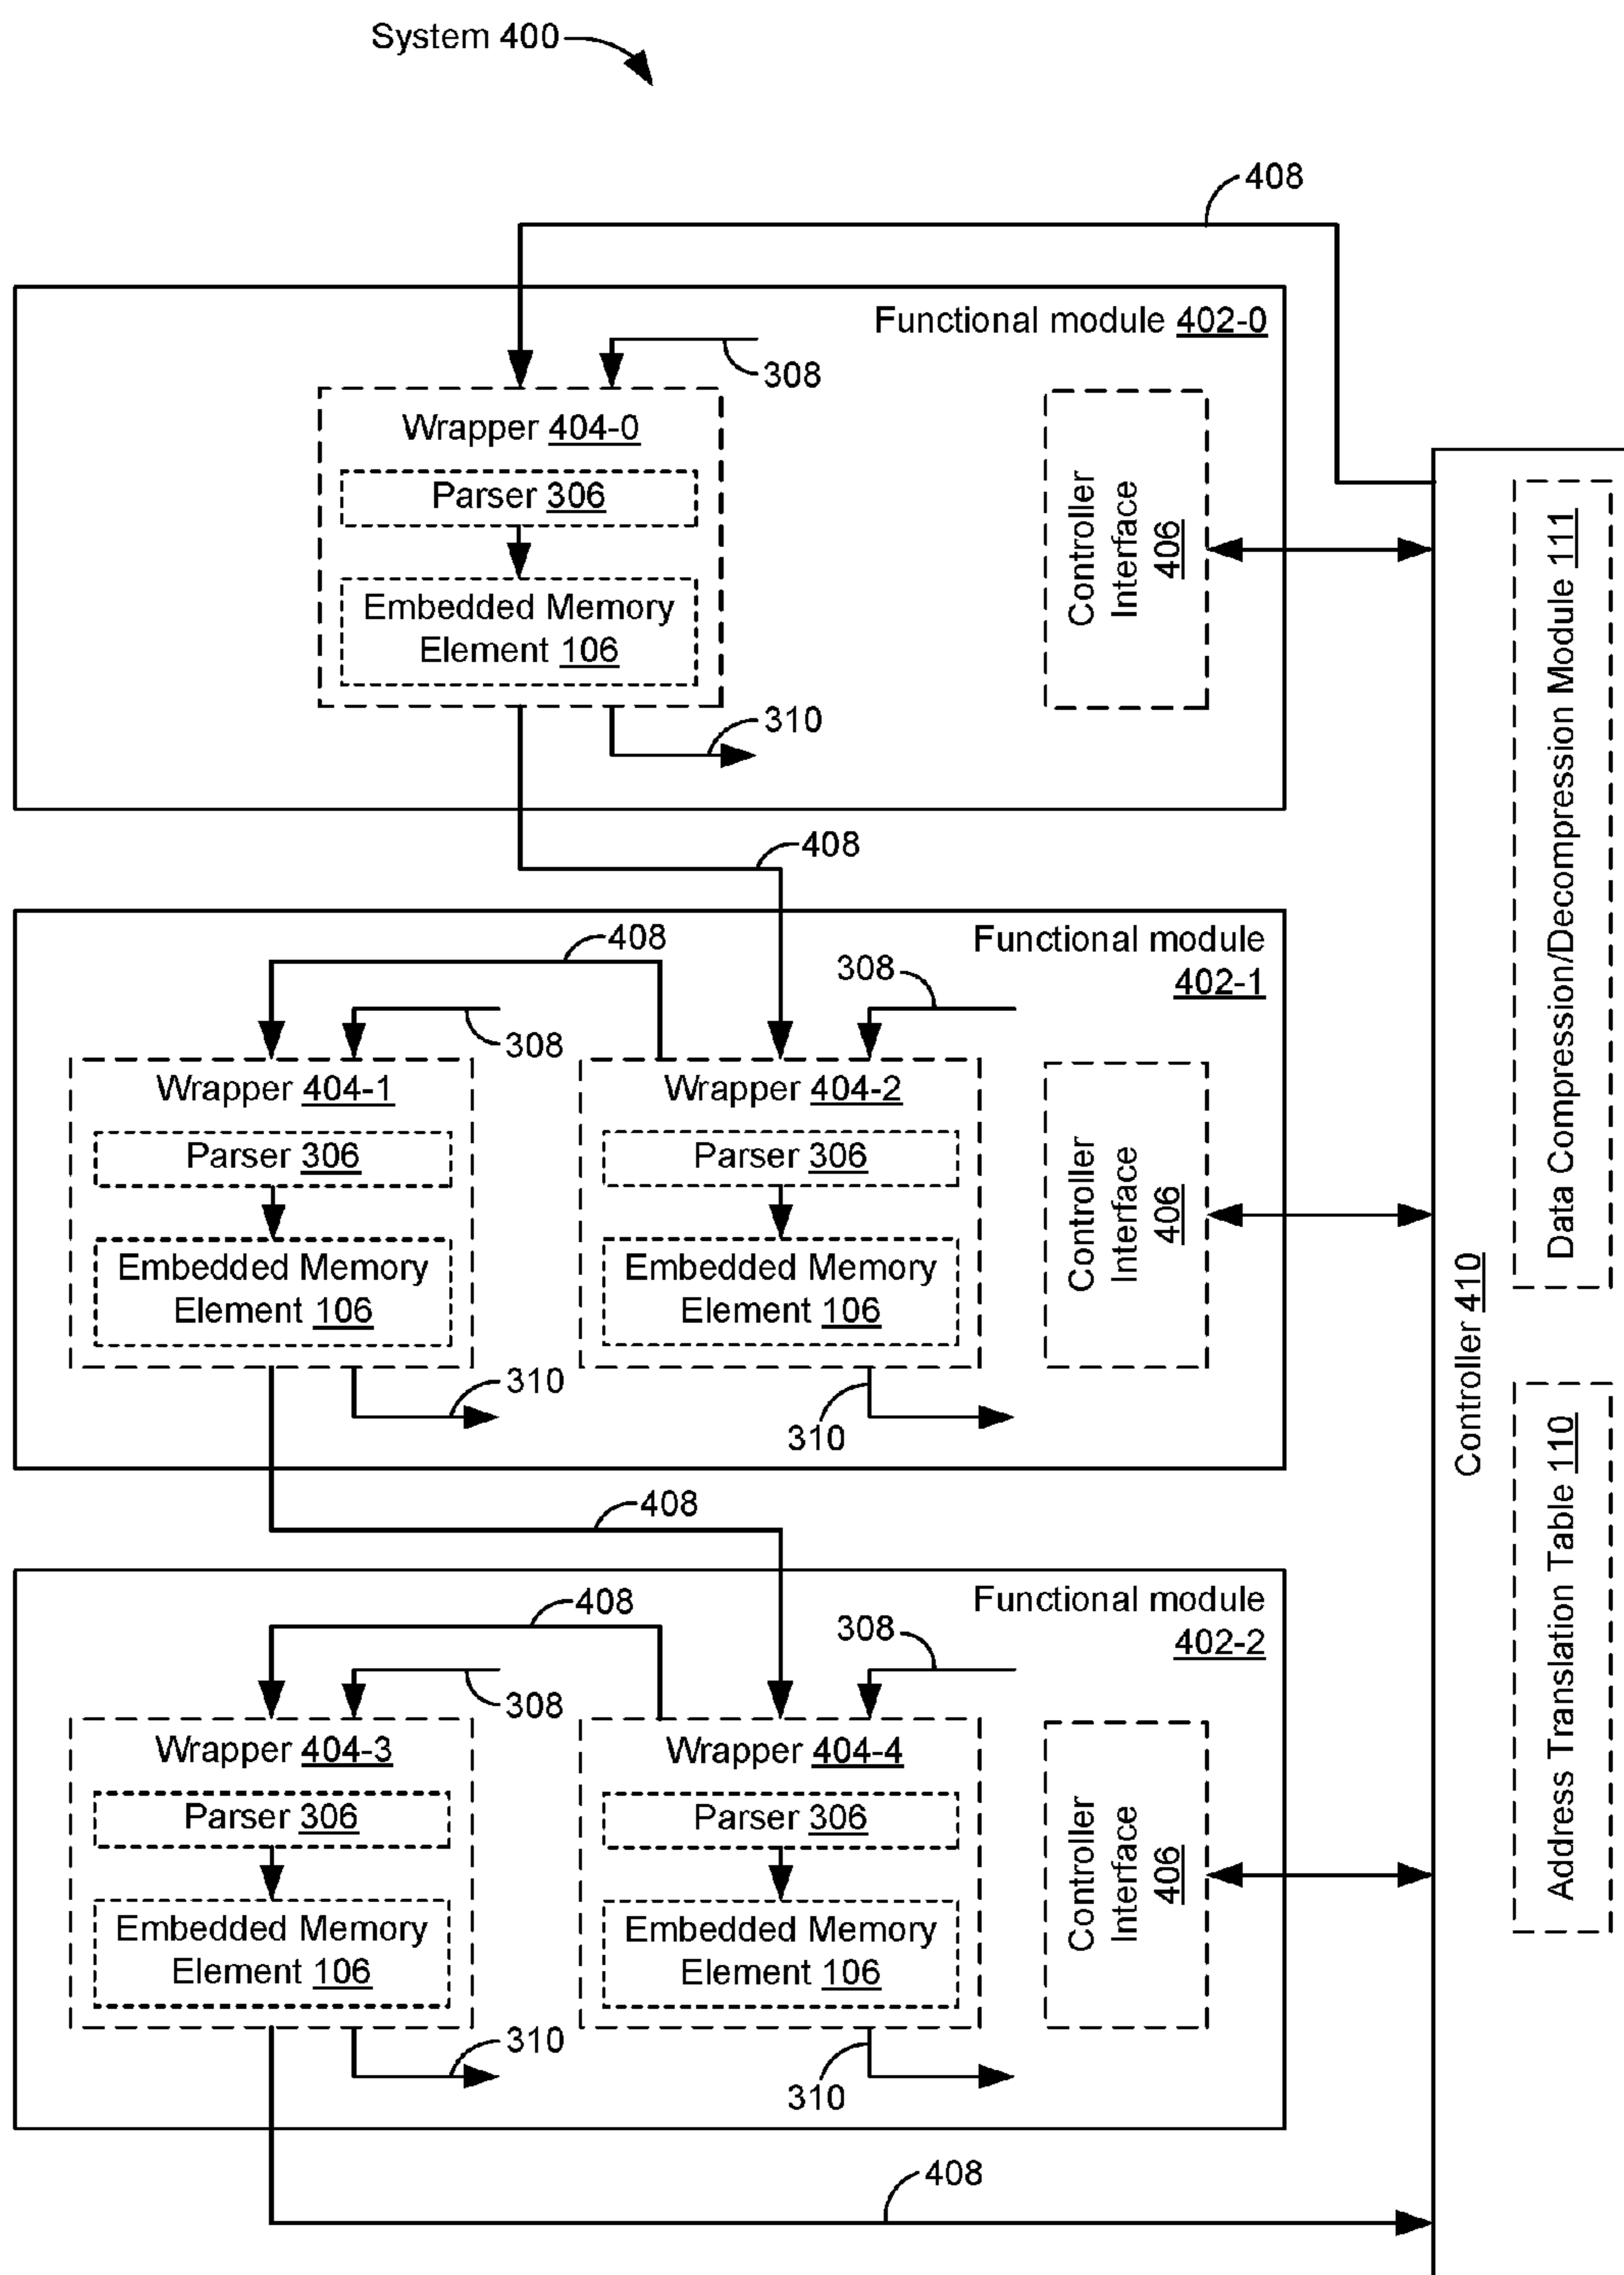 System 400
408
Functional module 402-0
308
Wrapper 404-0
Parser 306
Embedded Memory
Element 106
310
Controller
Interface
406
408
Functional module
402-1
408
308
308
Wrapper 404-1
Parser 306
Embedded Memory
Element 106
310
Wrapper 404-2
Parser 306
Embedded Memory
Element 106
310
Controller
Interface
406
408
Functional module
402-2
408
308
308
Wrapper 404-3
Parser 306
Embedded Memory
Element 106
310
Wrapper 404-4
Parser 306
Embedded Memory
Element 106
310
Controller
Interface
406
408
Controller 410
Data Compression/Decompression Module 111
Address Translation Table 110